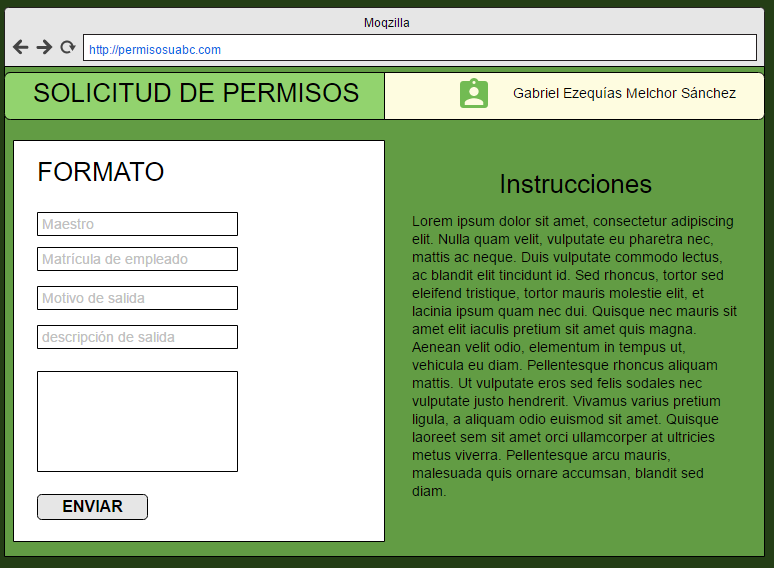 Moqzilla
http://permisosuabc.com
SOLICITUD DE PERMISOS
Gabriel Ezequías Melchor Sánchez
FORMATO
Maestro
Matrícula de empleado
Motivo de salida
descripción de salida
ENVIAR
Instrucciones
Lorem ipsum dolor sit amet, consectetur adipiscing
elit. Nulla quam velit, vulputate eu pharetra nec,
mattis ac neque. Duis vulputate commodo lectus,
ac blandit elit tincidunt id. Sed rhoncus, tortor sed
eleifend tristique, tortor mauris molestie elit, et
lacinia ipsum quam nec dui. Quisque nec mauris sit
amet elit iaculis pretium sit amet quis magna.
Aenean velit odio, elementum in tempus ut,
vehicula eu diam. Pellentesque rhoncus aliquam
mattis. Ut vulputate eros sed felis sodales nec
vulputate justo hendrerit. Vivamus varius pretium
ligula, a aliquam odio euismod sit amet. Quisque
laoreet sem sit amet orci ullamcorper at ultricies
metus viverra. Pellentesque arcu mauris,
malesuada quis ornare accumsan, blandit sed
diam.